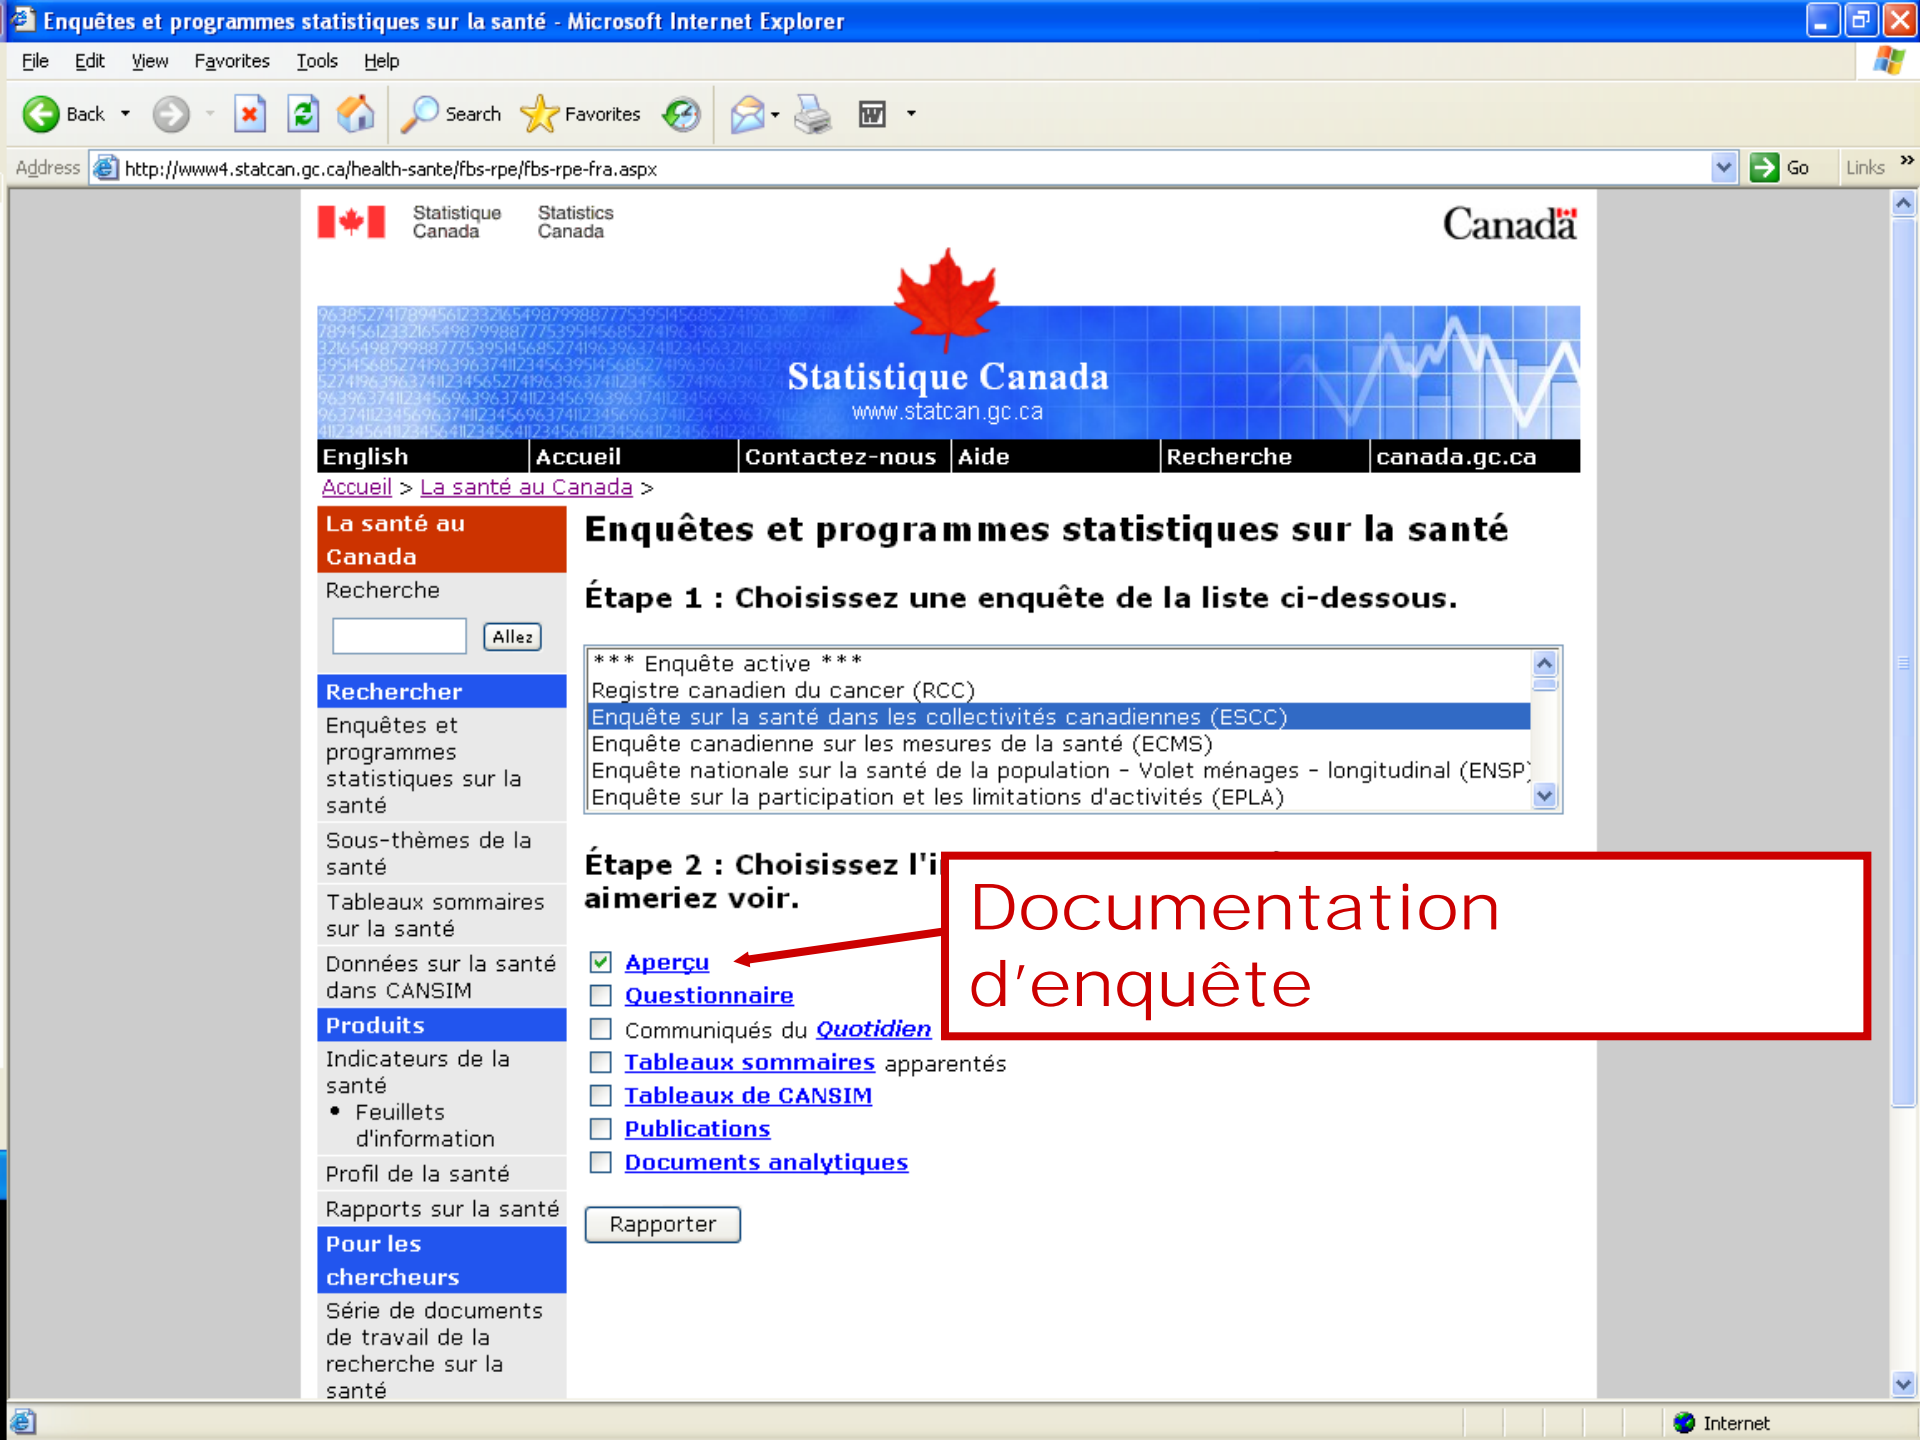 Enquêtes et programmes statistiques sur la santé - Microsoft Internet Explorer
File Edit View Favorites Tools Help
Back Search Favorites
Address http://www4.statcan.gc.ca/health-sante/fbs-rpe/fbs-rpe-fra.aspx Go Links »
Statistique Canada
Statistics Canada
Canada
Statistique Canada
www.statcan.gc.ca
English Accueil Contactez-nous Aide Recherche canada.gc.ca
Accueil > La santé au Canada >
La santé au
Canada
Recherche
Allez
Rechercher
Enquêtes et
programmes
statistiques sur la
santé
Sous-thèmes de la
santé
Tableaux sommaires
sur la santé
Données sur la santé
dans CANSIM
Produits
Indicateurs de la
santé
• Feuillets
d'information
Profil de la santé
Rapports sur la santé
Pour les
chercheurs
Série de documents
de travail de la
recherche sur la
santé
Enquêtes et programmes statistiques sur la santé
Étape 1 : Choisissez une enquête de la liste ci-dessous.
*** Enquête active ***
Registre canadien du cancer (RCC)
Enquête sur la santé dans les collectivités canadiennes (ESCC)
Enquête canadienne sur les mesures de la santé (ECMS)
Enquête nationale sur la santé de la population - Volet ménages - longitudinal (ENSP)
Enquête sur la participation et les limitations d'activités (EPLA)
Étape 2 : Choisissez
aimeriez voir.
Aperçu
Questionnaire
Communiqués du Quotidien
Tableaux sommaires apparentés
Tableaux de CANSIM
Publications
Documents analytiques
Rapporter
Documentation
d'enquête
Internet